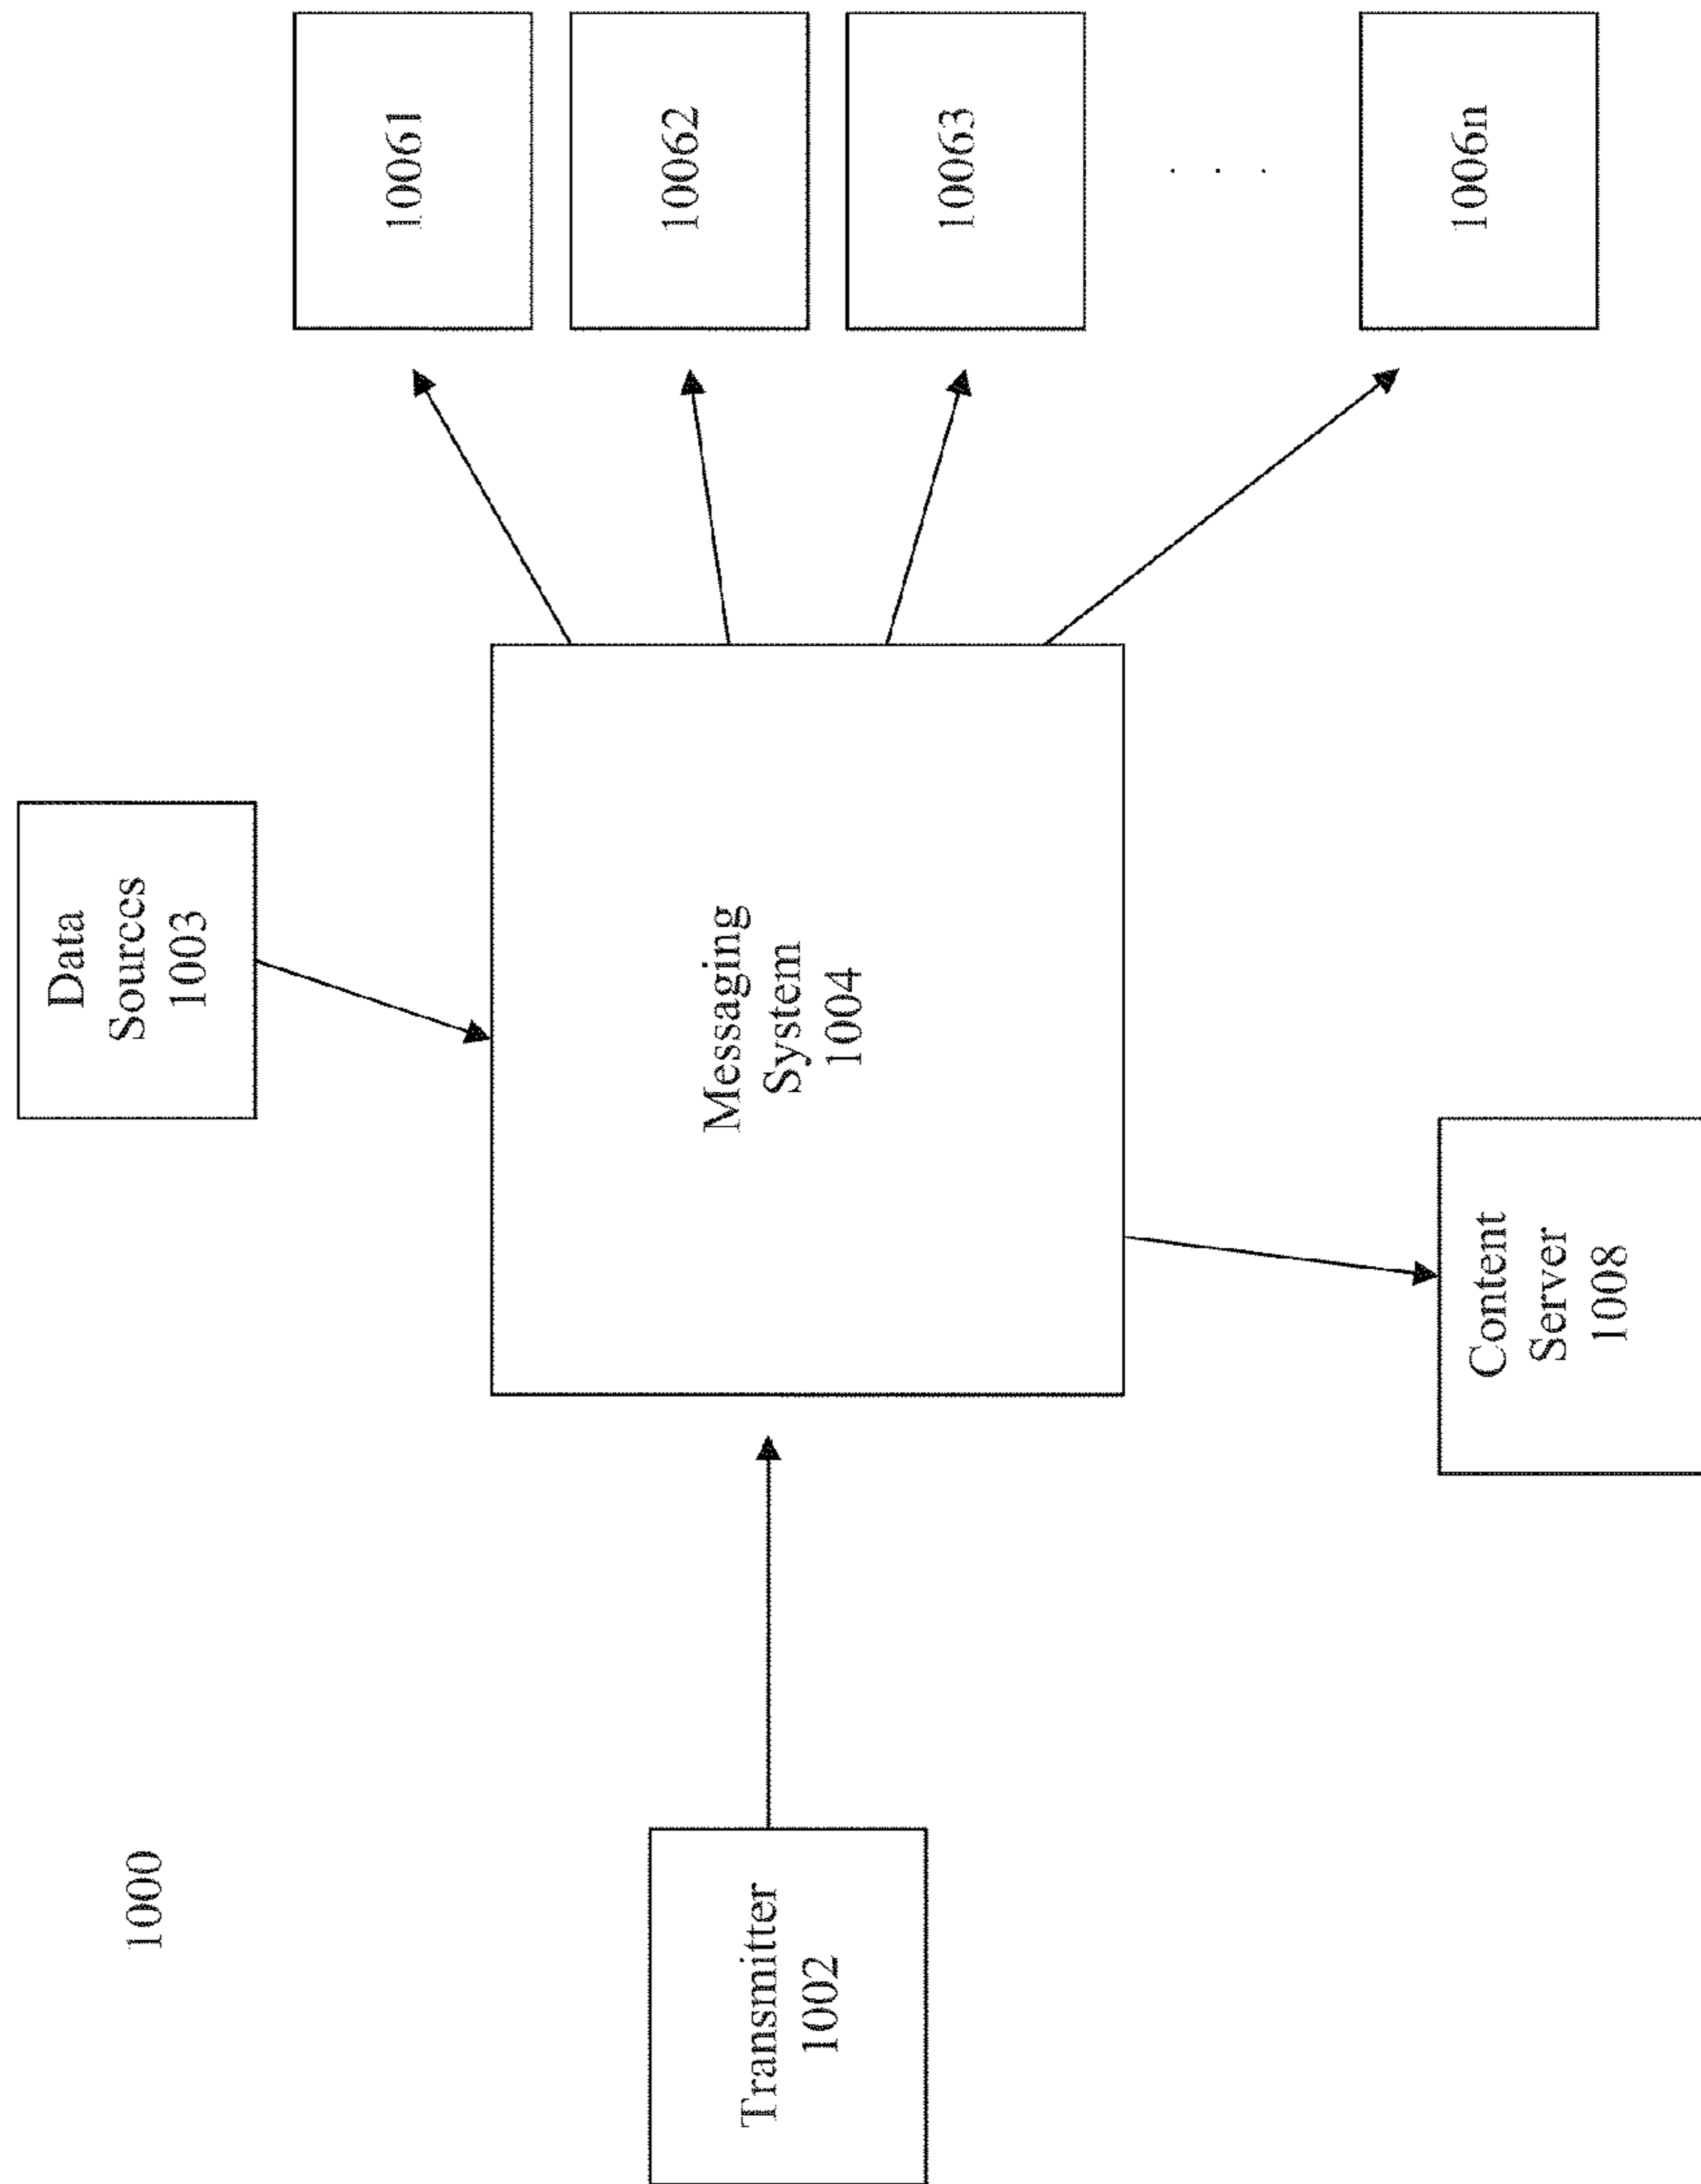 1000
Data
Sources
1003
Transmitter
1002
Messaging
System
1004
10061
10062
10063
. . .
1006n
Content
Server
1008